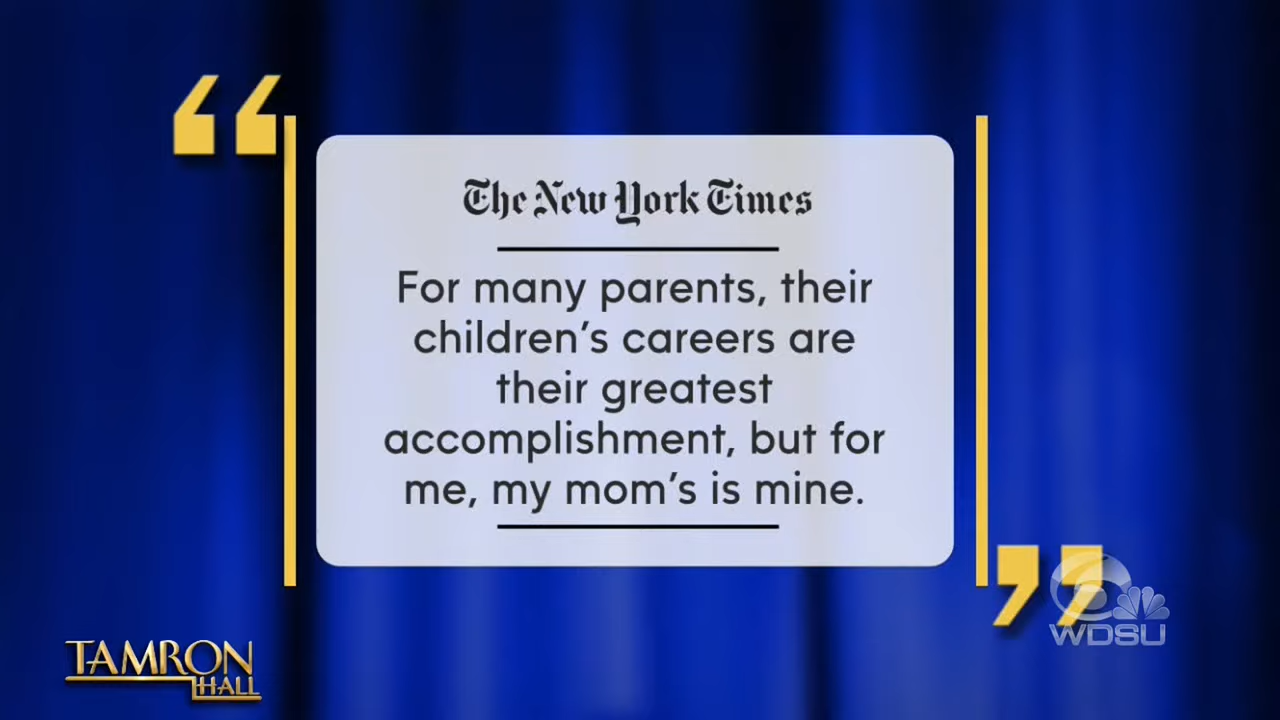 “
The New York Times
For many parents, their
children’s careers are
their greatest
accomplishment, but for
me, my mom’s is mine.
”
WDSU
TAMRON
HALL